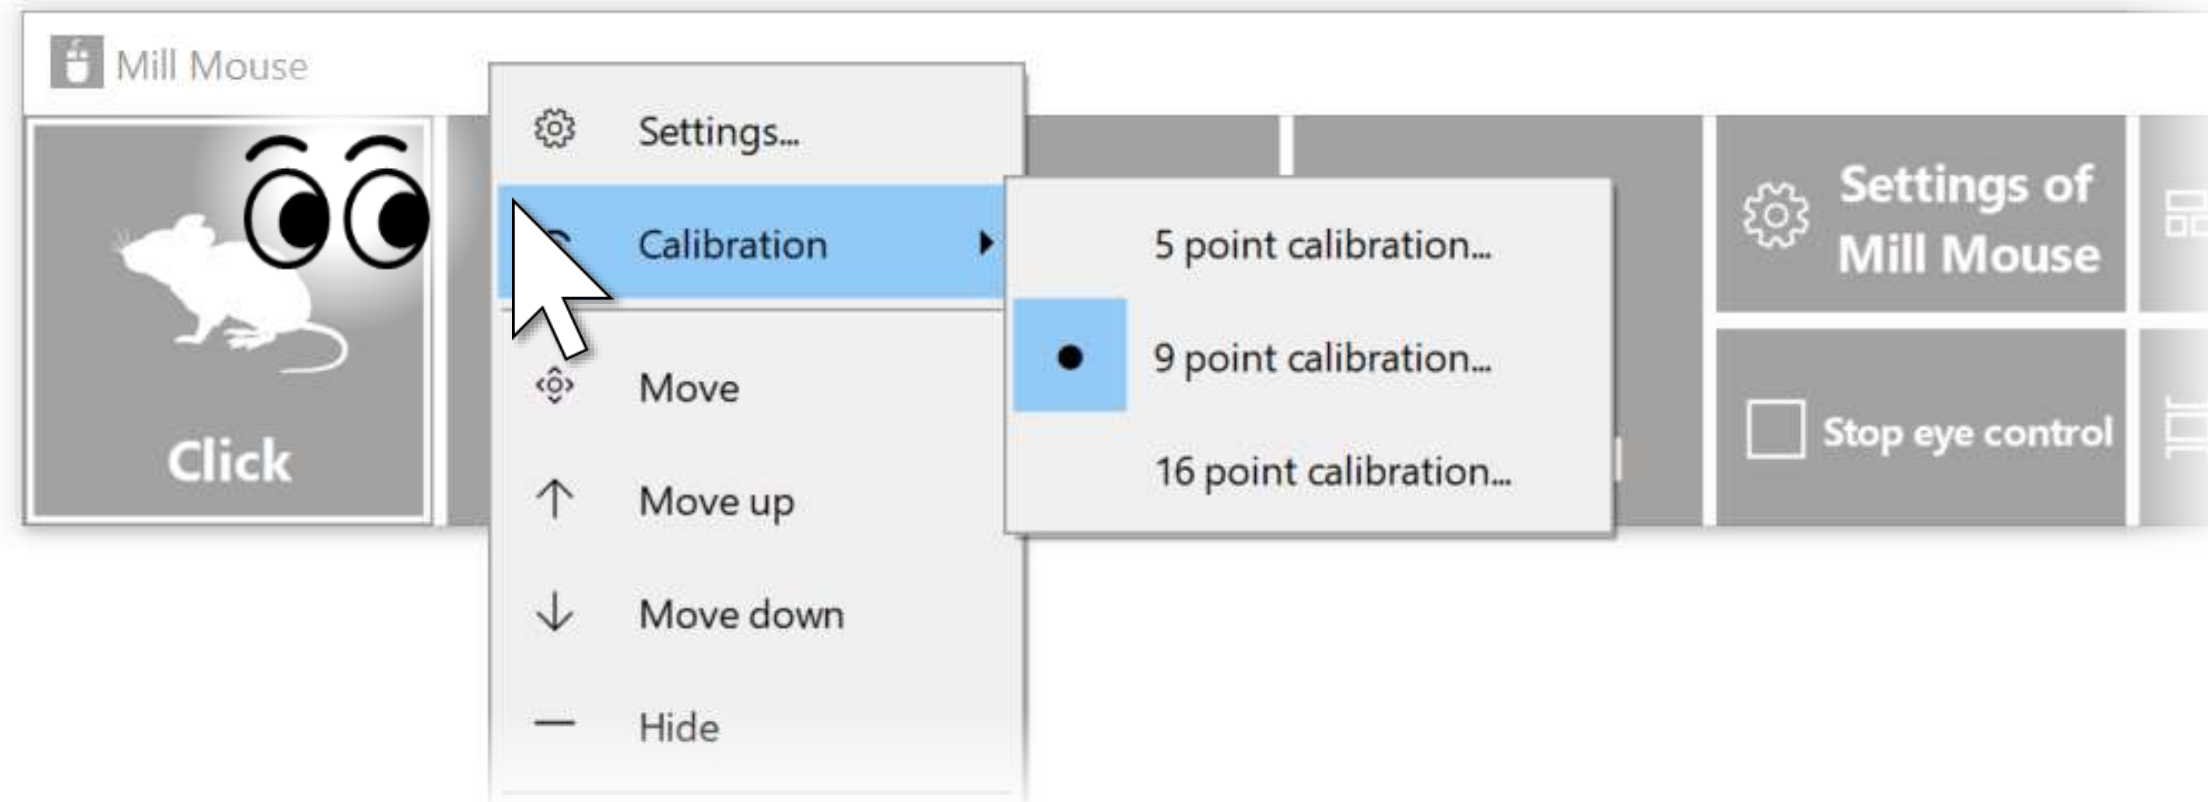 Mill Mouse
Click
Settings...
Calibration
Move
Move up
Move down
Hide
5 point calibration...
9 point calibration...
16 point calibration...
Settings of
Mill Mouse
Stop eye control